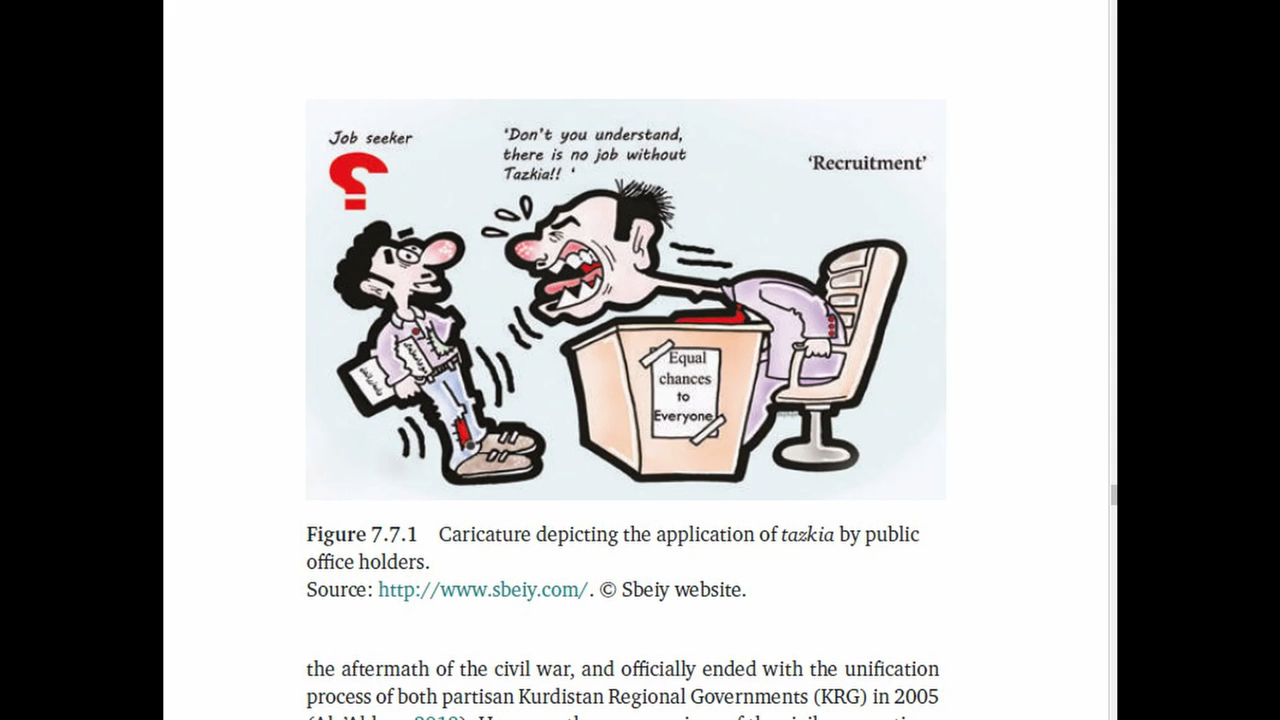 Job seeker
'Don't you understand,
there is no job without
Tazkia!! '
'Recruitment'
Equal
chances
to
Everyone
Figure 7.7.1 Caricature depicting the application of tazkia by public
office holders.
Source: http://www.sbeiy.com/. © Sbeiy website.
the aftermath of the civil war, and officially ended with the unification
process of both partisan Kurdistan Regional Governments (KRG) in 2005